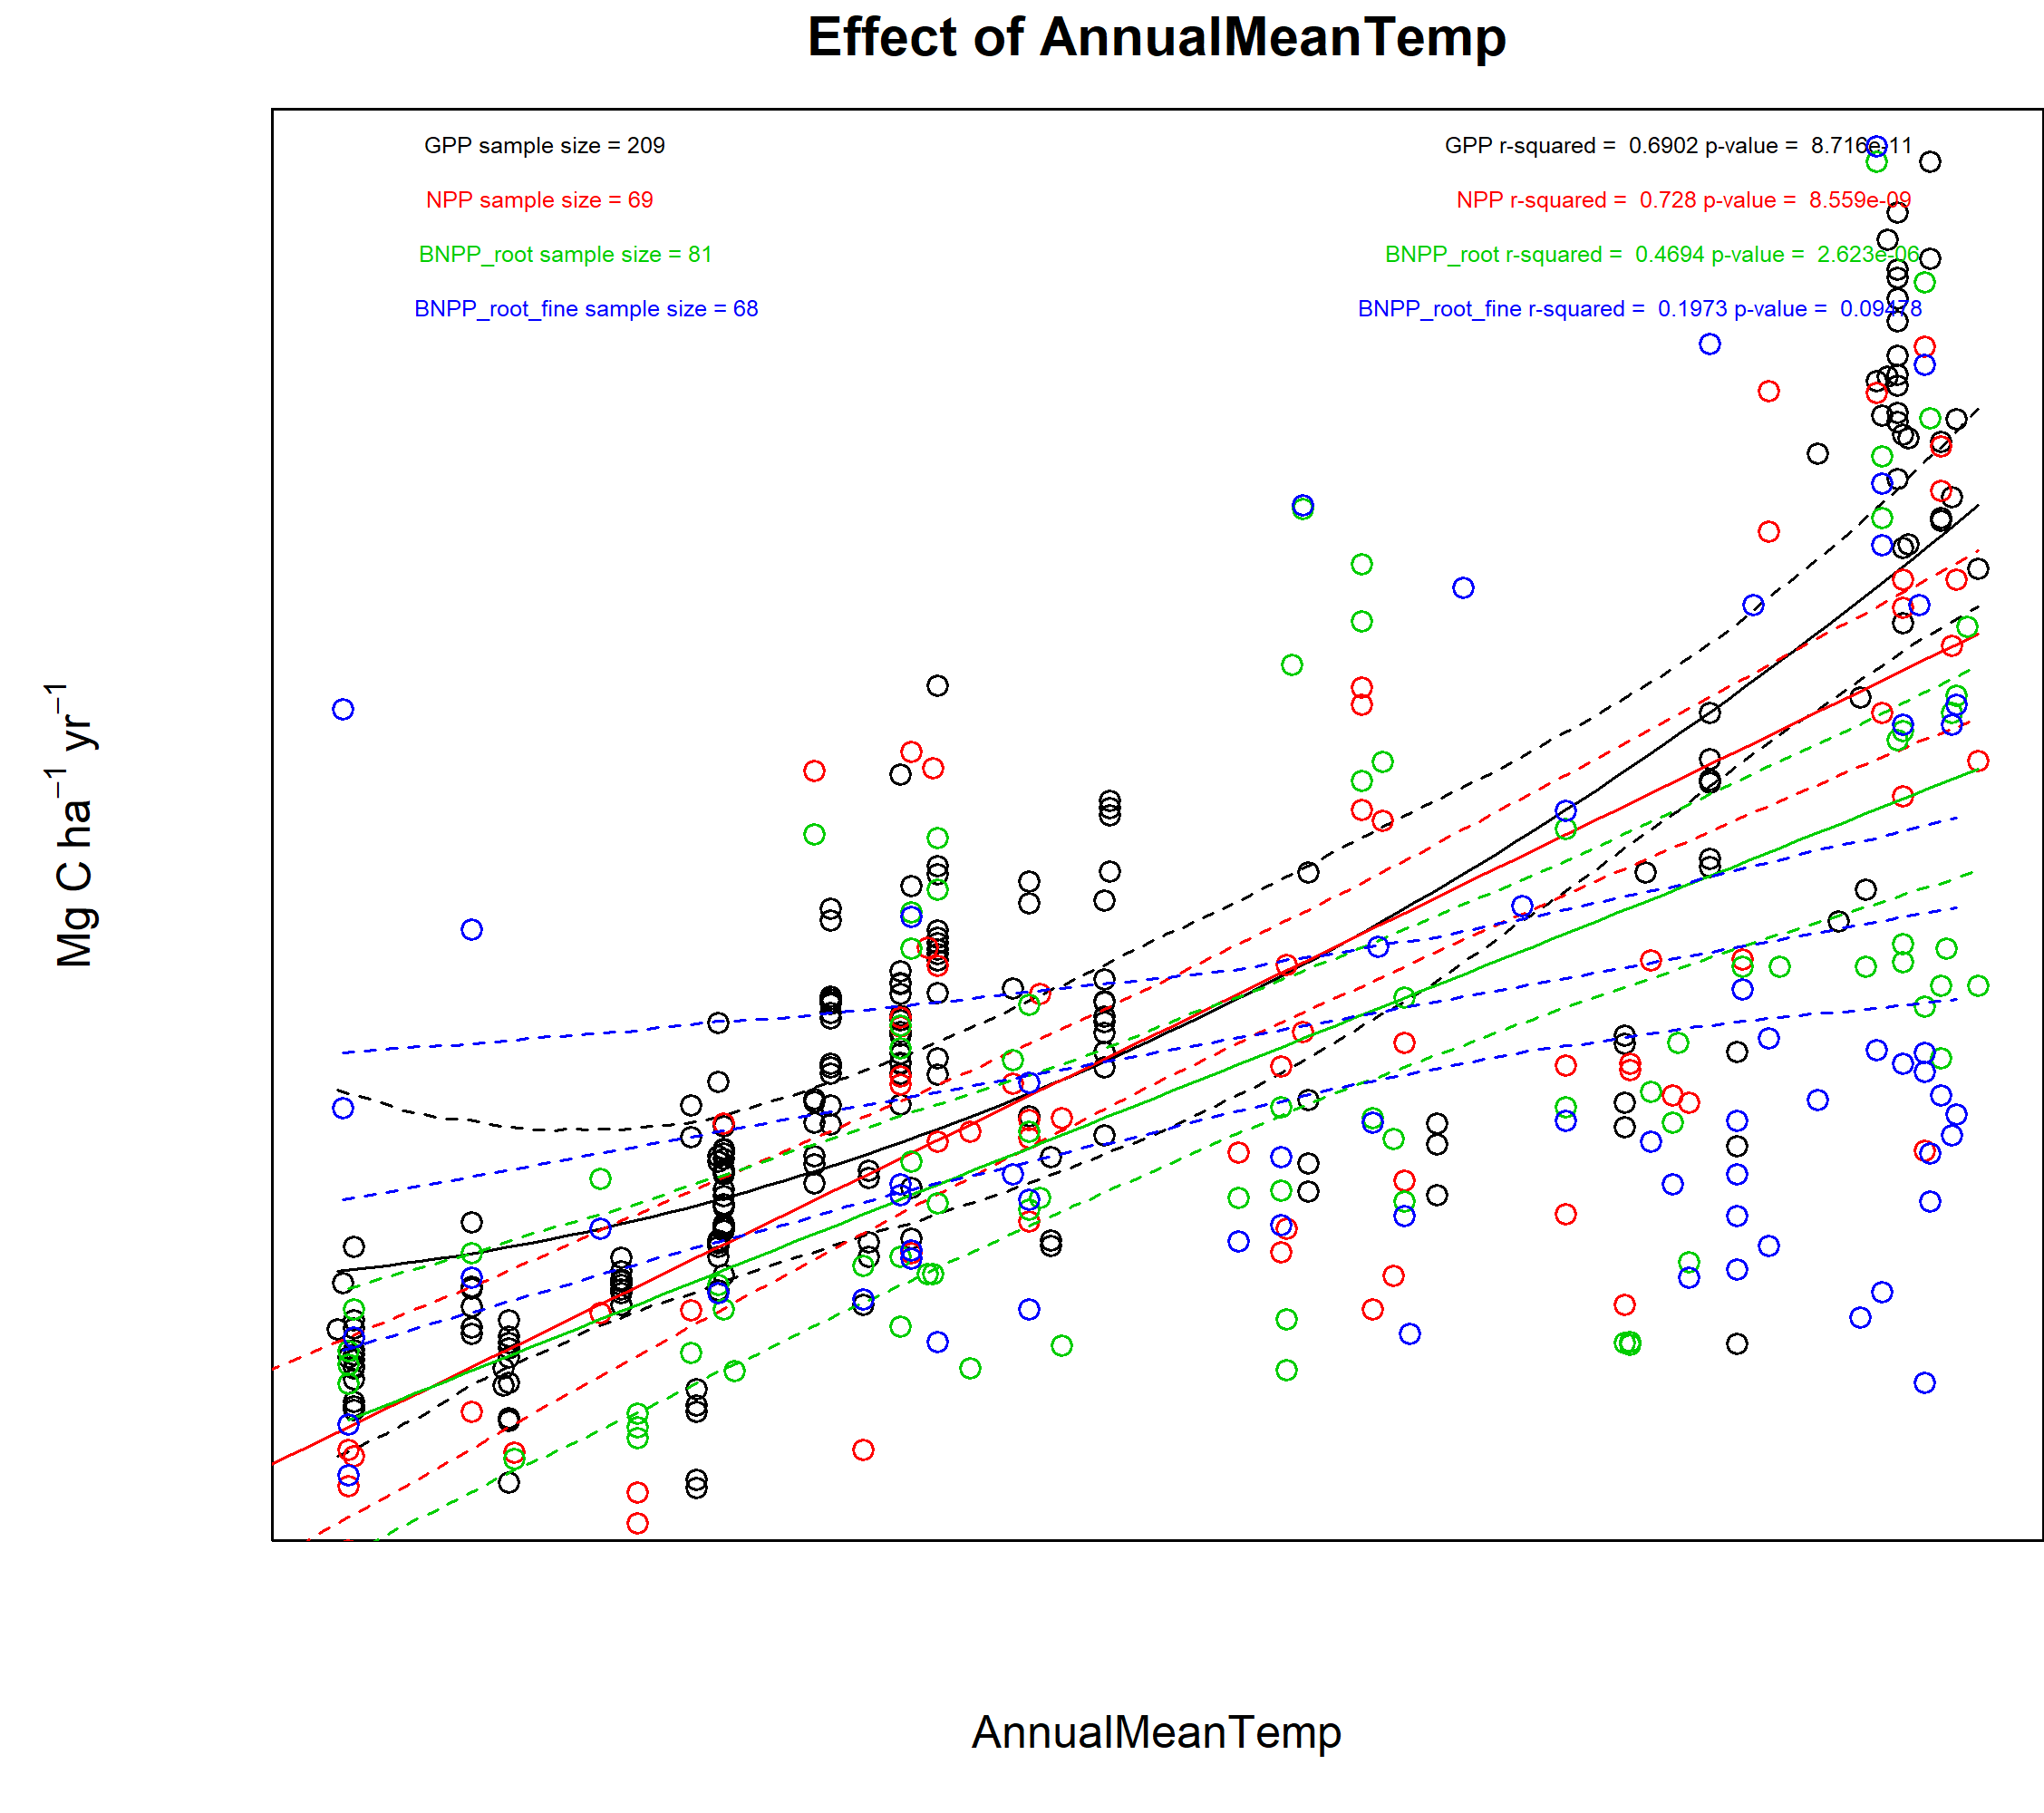 Effect of AnnualMeanTemp
GPP sample size = 209
GPP r-squared = 0.6902 p-value = 8.716e-11
NPP sample size = 69
NPP r-squared = 0.728 p-value = 8.559e-09
BNPP_root sample size = 81
BNPP_root r-squared = 0.4694 p-value = 2.623e-06
BNPP_root_fine sample size = 68
BNPP_root_fine r-squared = 0.1973 p-value = 0.09478
Mg C ha⁻¹ yr⁻¹
AnnualMeanTemp